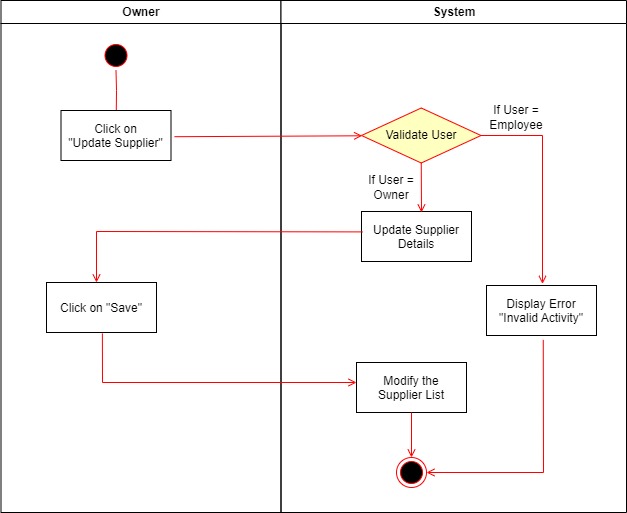 Owner
System
Click on
"Update Supplier"
Validate User
If User =
Employee
If User =
Owner
Update Supplier
Details
Click on "Save"
Display Error
"Invalid Activity"
Modify the
Supplier List